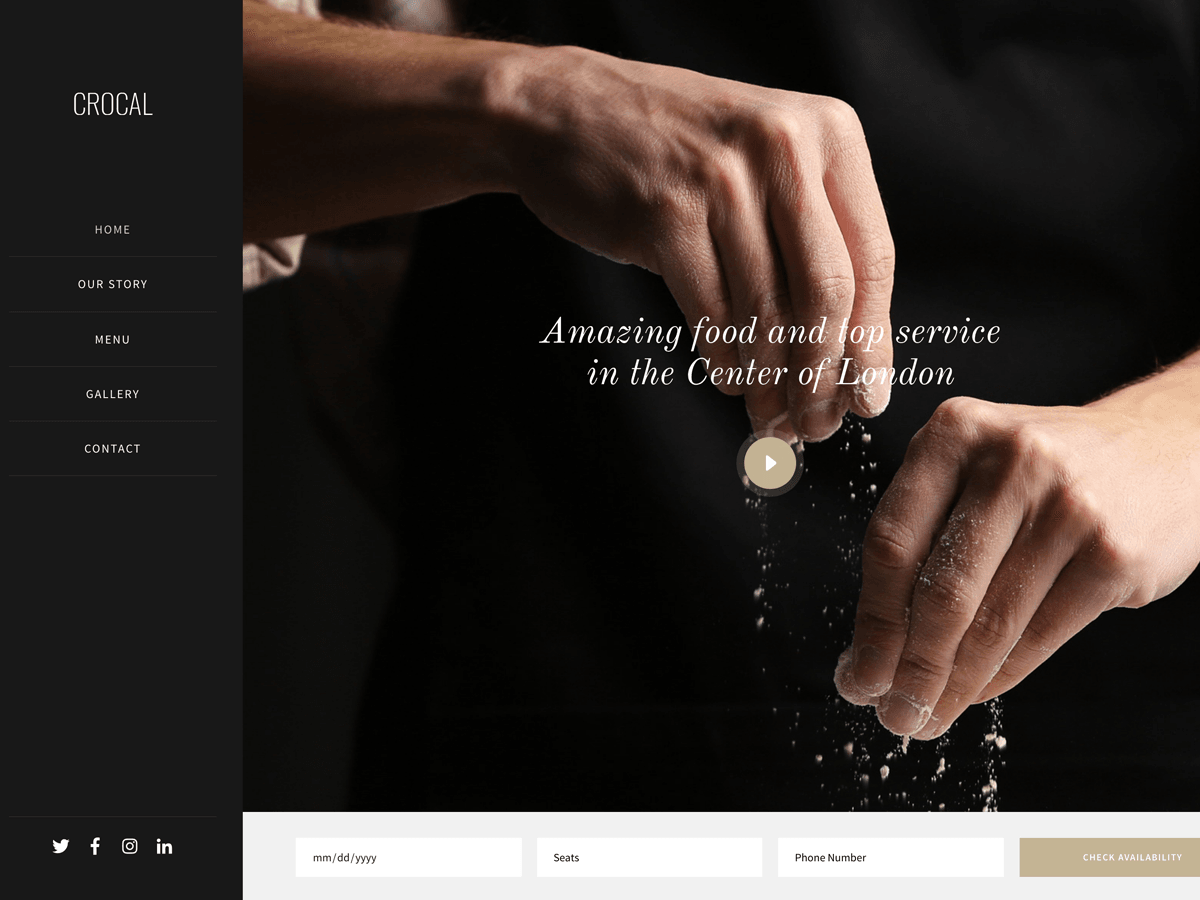 CROCAL
HOME
OUR STORY
MENU
GALLERY
CONTACT
Amazing food and top service
in the Center of London
mm/dd/yyyy
Seats
Phone Number
CHECK AVAILABILITY